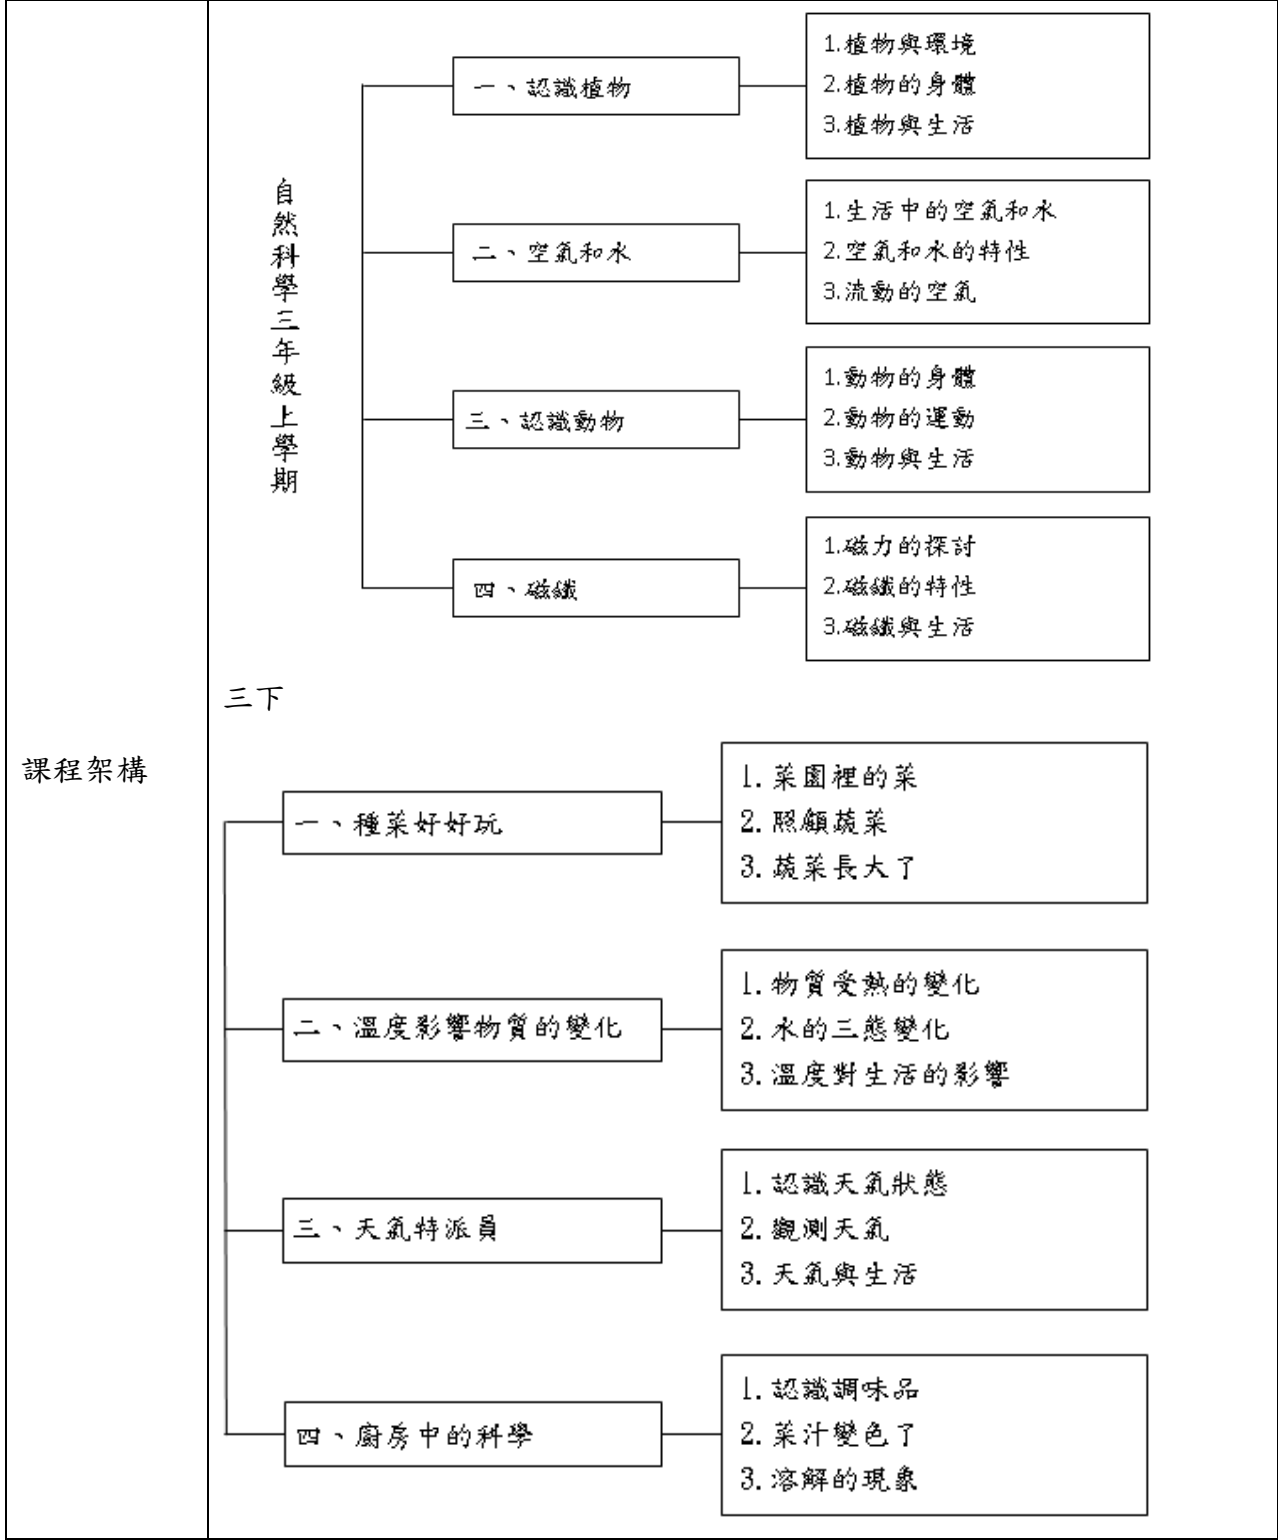 課程架構
自然科學三年級上學期
一、認識植物
1.植物與環境
2.植物的身體
3.植物與生活
二、空氣和水
1.生活中的空氣和水
2.空氣和水的特性
3.流動的空氣
三、認識動物
1.動物的身體
2.動物的運動
3.動物與生活
四、磁鐵
1.磁力的探討
2.磁鐵的特性
3.磁鐵與生活
三下
一、種菜好好玩
1.菜園裡的菜
2.照顧蔬菜
3.蔬菜長大了
二、溫度影響物質的變化
1.物質受熱的變化
2.水的三態變化
3.溫度對生活的影響
三、天氣特派員
1.認識天氣狀態
2.觀測天氣
3.天氣與生活
四、廚房中的科學
1.認識調味品
2.菜汁變色了
3.溶解的現象